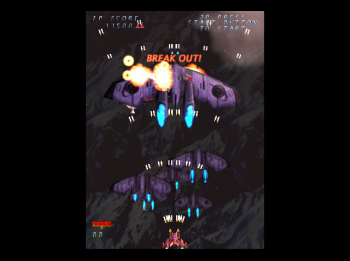 1P SCORE
11500
2P PRESS
START BUTTON
TO START
BREAK OUT!